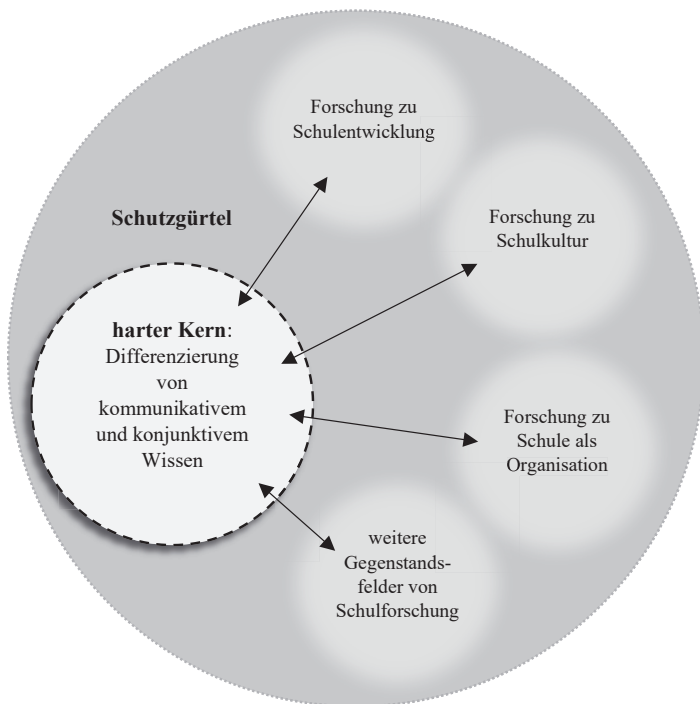 Forschung zu
Schulentwicklung
Schutzgürtel
Forschung zu
Schulkultur
harter Kern:
Differenzierung
von
kommunikativem
und konjunktivem
Wissen
Forschung zu
Schule als
Organisation
weitere
Gegenstands-
felder von
Schulforschung